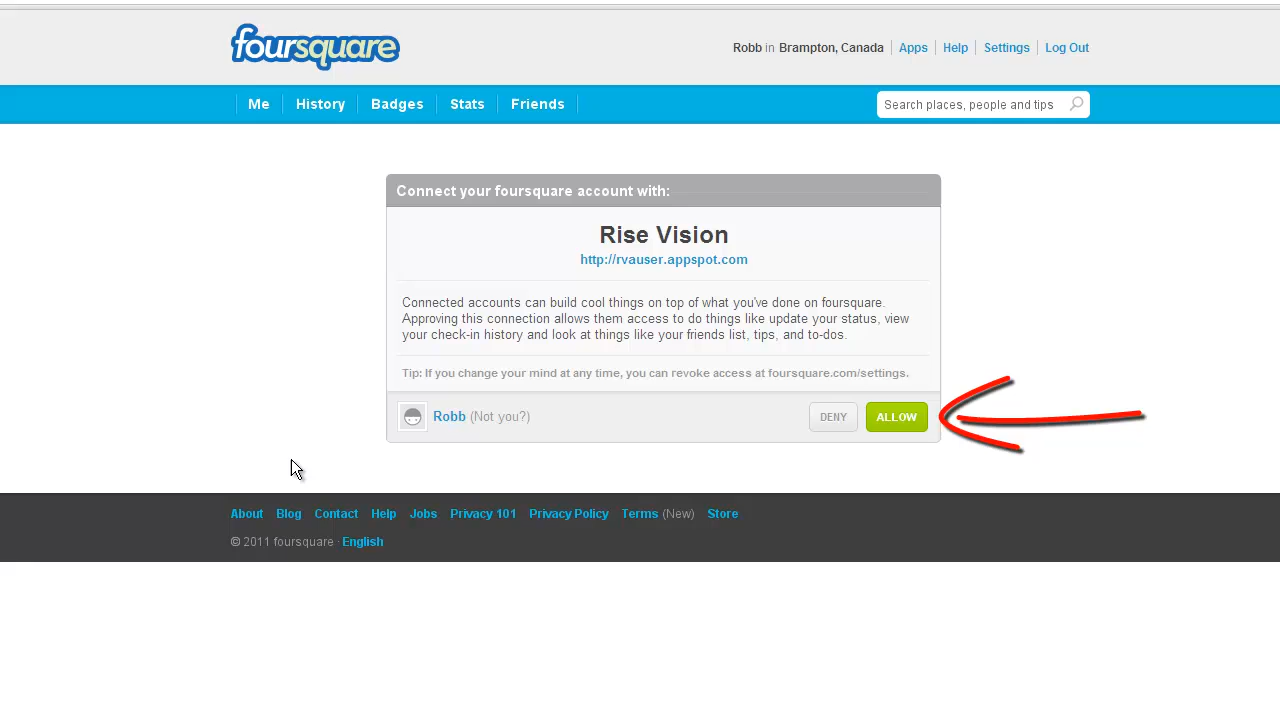 foursquare
Robb in Brampton, Canada Apps Help Settings Log Out
Me History Badges Stats Friends Search places, people and tips
Connect your foursquare account with:
Rise Vision
http://rvauser.appspot.com
Connected accounts can build cool things on top of what you've done on foursquare.
Approving this connection allows them access to do things like update your status, view
your check-in history and look at things like your friends list, tips, and to-dos.
Tip: If you change your mind at any time, you can revoke access at foursquare.com/settings.
Robb (Not you?) DENY ALLOW
About Blog Contact Help Jobs Privacy 101 Privacy Policy Terms (New) Store
© 2011 foursquare · English